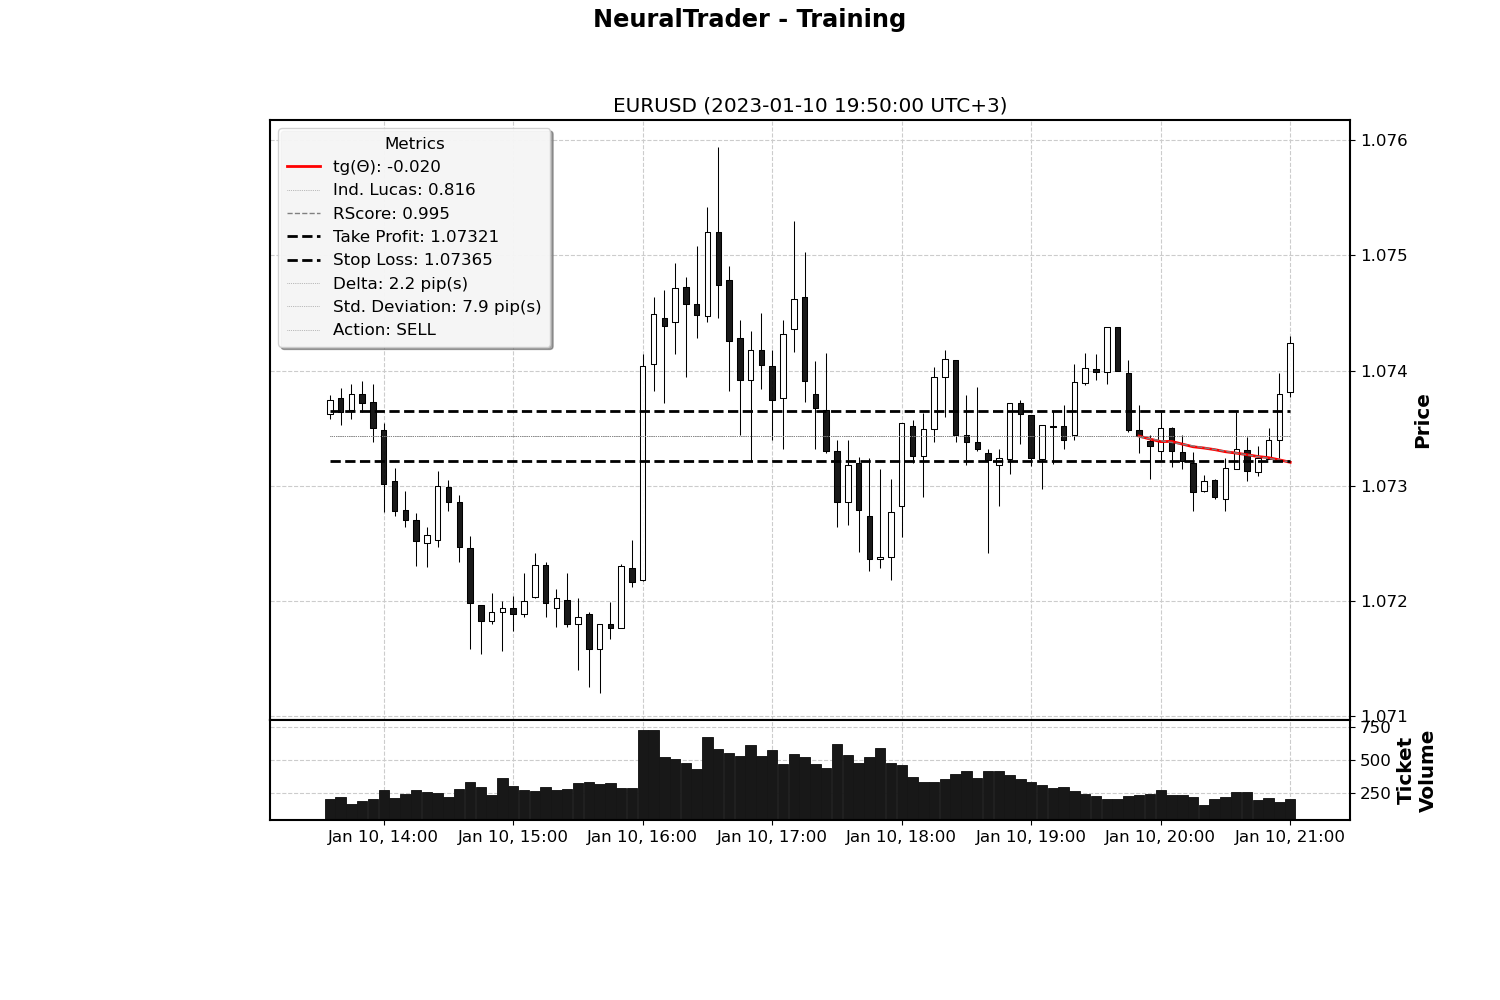 NeuralTrader - Training
EURUSD (2023-01-10 19:50:00 UTC+3)
Metrics
tg(Θ): -0.020
Ind. Lucas: 0.816
RScore: 0.995
Take Profit: 1.07321
Stop Loss: 1.07365
Delta: 2.2 pip(s)
Std. Deviation: 7.9 pip(s)
Action: SELL
1.076
1.075
1.074
1.073
1.072
1.071
Price
750
500
250
Ticket
Volume
Jan 10, 14:00
Jan 10, 15:00
Jan 10, 16:00
Jan 10, 17:00
Jan 10, 18:00
Jan 10, 19:00
Jan 10, 20:00
Jan 10, 21:00